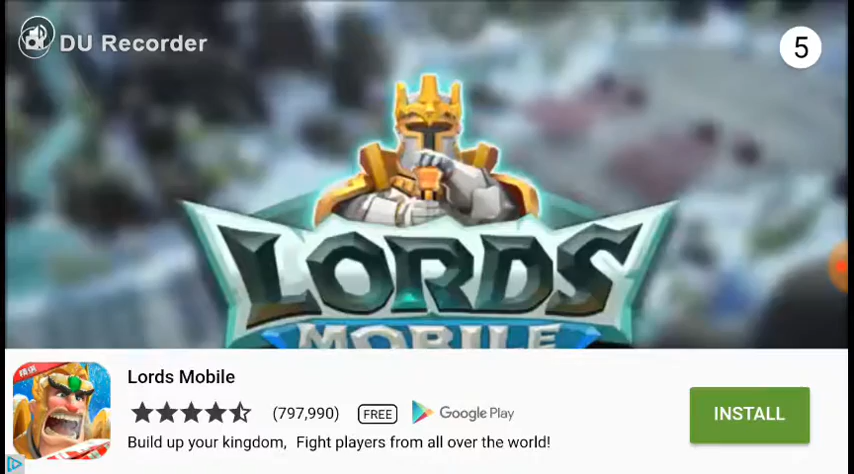 DU Recorder
5
LORDS
MOBILE
Lords Mobile
(797,990) FREE Google Play
INSTALL
Build up your kingdom, Fight players from all over the world!